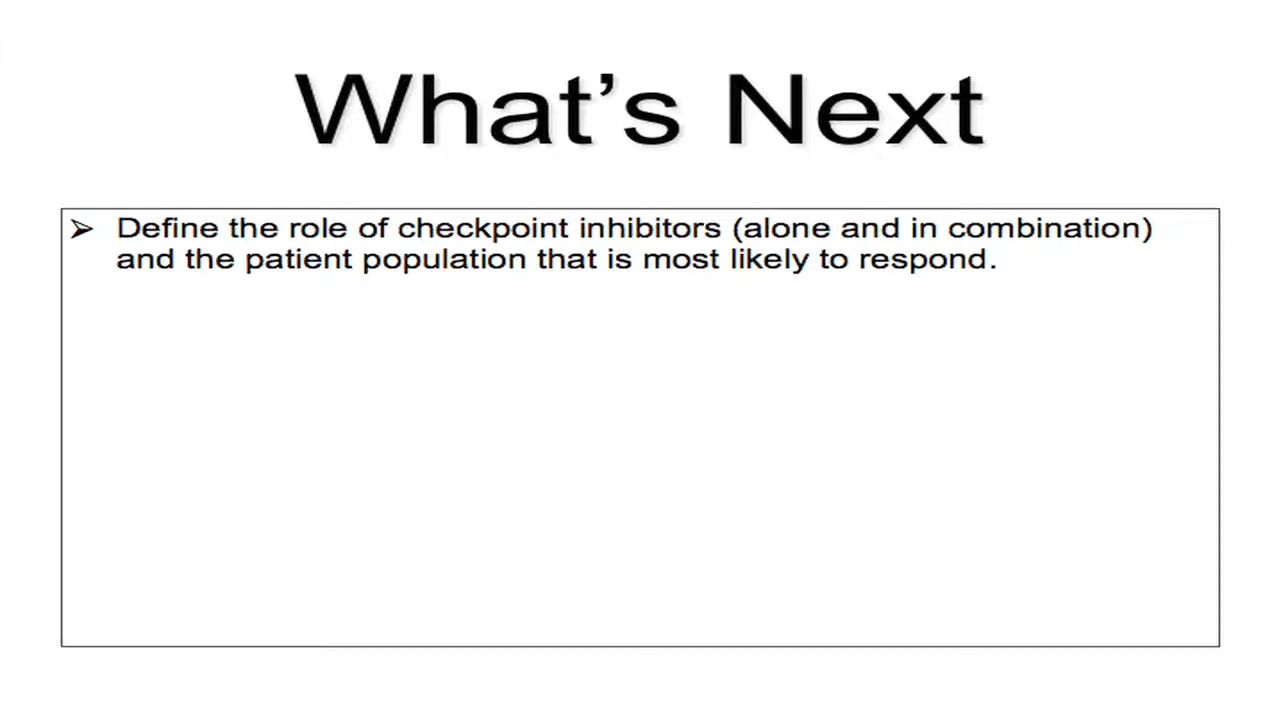 What’s Next
➢ Define the role of checkpoint inhibitors (alone and in combination)
and the patient population that is most likely to respond.